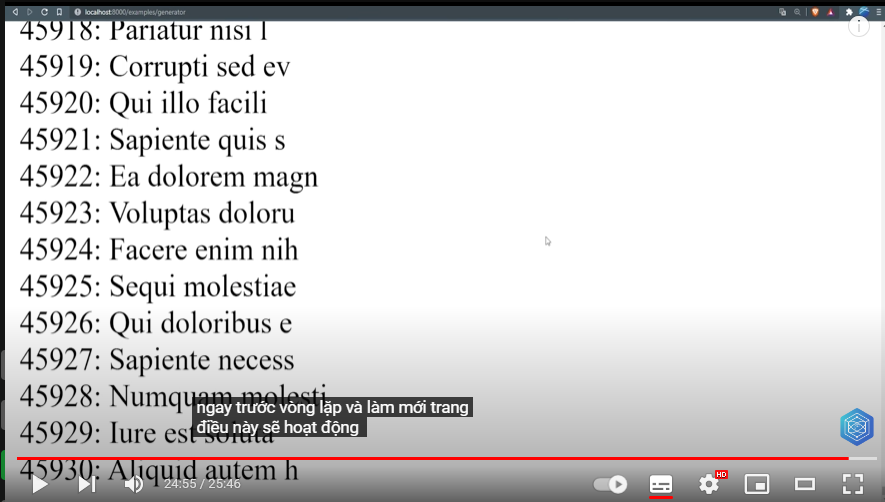 localhost:8000/examples/generator
45918: Pariatur nisi l
45919: Corrupti sed ev
45920: Qui illo facili
45921: Sapiente quis s
45922: Ea dolorem magn
45923: Voluptas doloru
45924: Facere enim nih
45925: Sequi molestiae
45926: Qui doloribus e
45927: Sapiente necess
45928: Numquam molesti
ngay trước vòng lặp và làm mới trang
điều này sẽ hoạt động
45929: Iure est soluta
45930: Aliquid autem h
24:55 / 25:46
HD